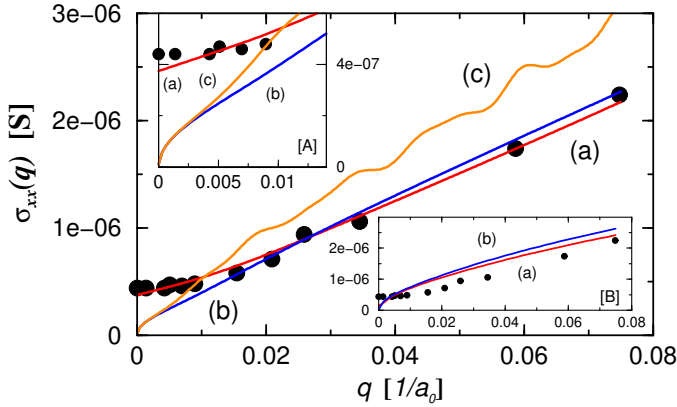 3e-06
2e-06
1e-06
0
σxx(q) [S]
(a)
(c)
(b)
4e-07
0
[A]
0
0.005
0.01
(c)
(a)
(b)
(b)
(a)
[B]
2e-06
1e-06
0
0
0.02
0.04
0.06
0.08
0
0.02
0.04
0.06
0.08
q [1/a0]